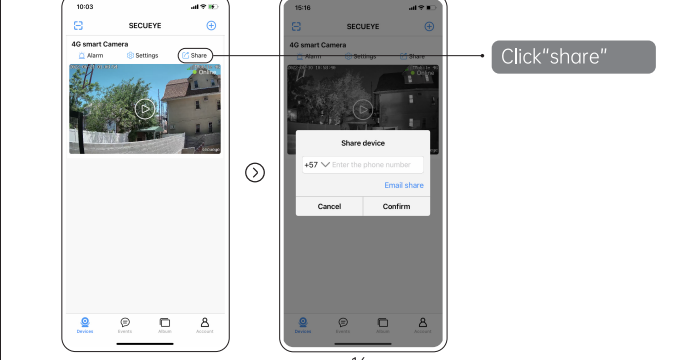 10:03
SECUEYE
4G smart Camera
Alarm
Settings
Share
Online
Devices
Events
Album
Account
15:16
SECUEYE
4G smart Camera
Alarm
Settings
Share
Online
Share device
+57
Enter the phone number
Email share
Cancel
Confirm
Devices
Events
Album
Account
Click"share"